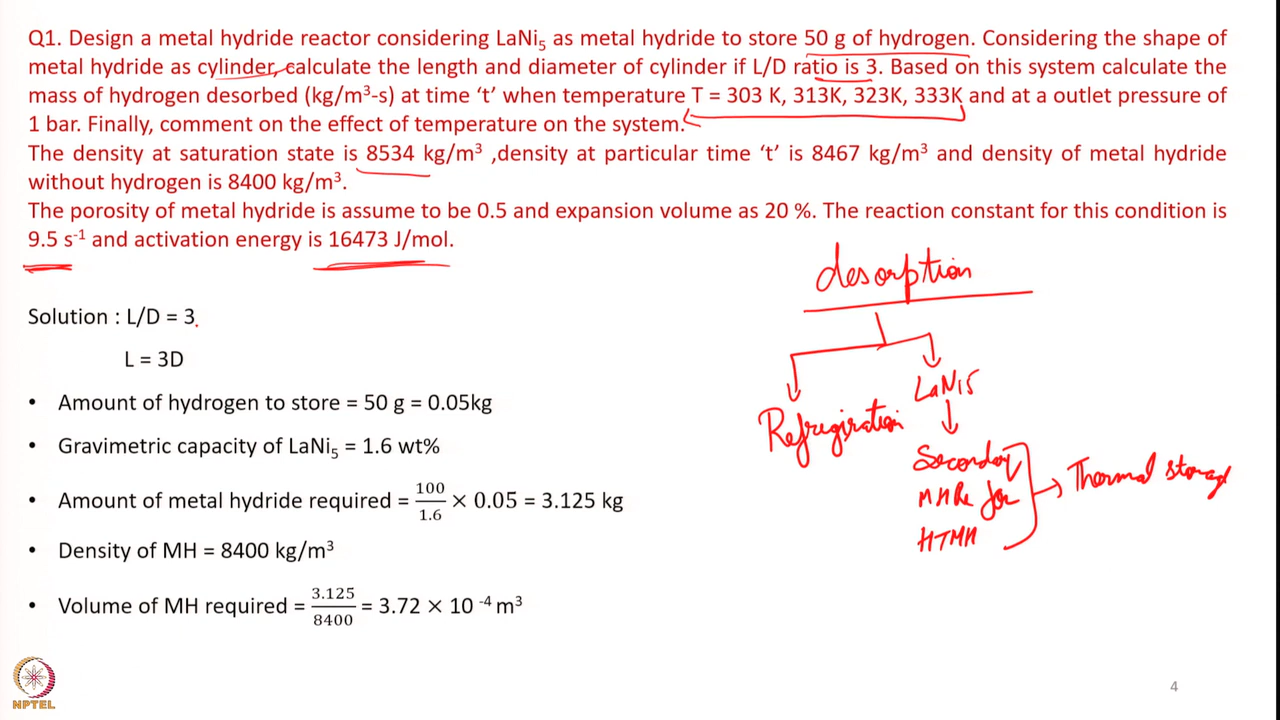 Q1. Design a metal hydride reactor considering LaNi5 as metal hydride to store 50 g of hydrogen. Considering the shape of
metal hydride as cylinder, calculate the length and diameter of cylinder if L/D ratio is 3. Based on this system calculate the
mass of hydrogen desorbed (kg/m³-s) at time ‘t’ when temperature T = 303 K, 313K, 323K, 333K and at a outlet pressure of
1 bar. Finally, comment on the effect of temperature on the system.
The density at saturation state is 8534 kg/m³ ,density at particular time ‘t’ is 8467 kg/m³ and density of metal hydride
without hydrogen is 8400 kg/m³.
The porosity of metal hydride is assume to be 0.5 and expansion volume as 20 %. The reaction constant for this condition is
9.5 s⁻¹ and activation energy is 16473 J/mol.
desorption
Solution : L/D = 3
L = 3D
LaNi5
• Amount of hydrogen to store = 50 g = 0.05kg
Refrigiration
• Gravimetric capacity of LaNi5 = 1.6 wt%
Secondary
Thermal storage
• Amount of metal hydride required = 100/1.6 × 0.05 = 3.125 kg
MHRs for
HTMH
• Density of MH = 8400 kg/m³
• Volume of MH required = 3.125/8400 = 3.72 × 10 ⁻⁴ m³
NPTEL
4